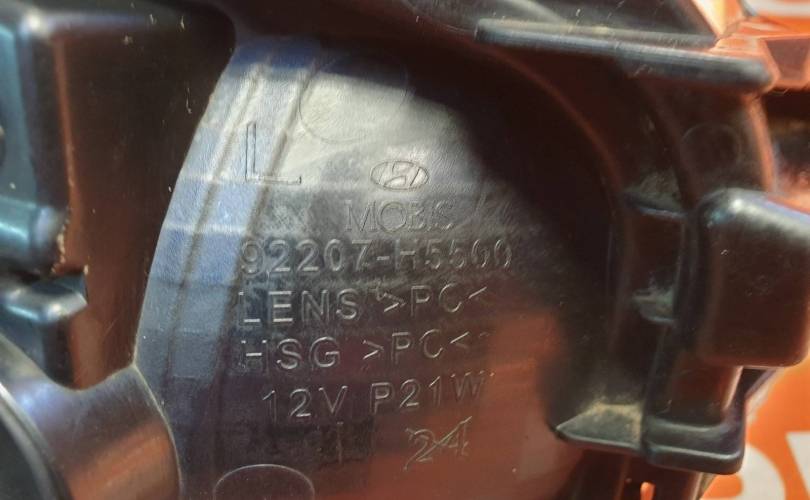 L
MOBIS
92207-H5500
LENS >PC<
HSG >PC<
12V P21W
24